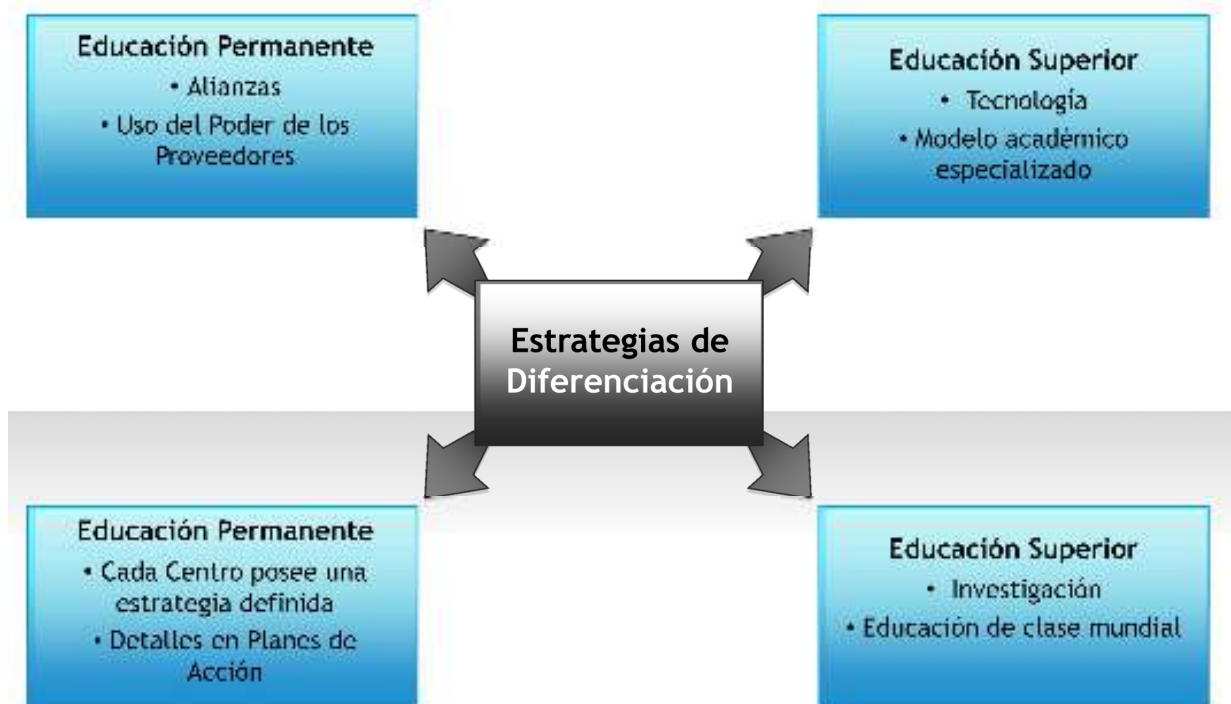 Educación Permanente
• Alianzas
• Uso del Poder de los
Proveedores
Educación Superior
• Tecnología
• Modelo académico
especializado
Estrategias de
Diferenciación
Educación Permanente
• Cada Centro posee una
estrategia definida
• Detalles en Planes de
Acción
Educación Superior
• Investigación
• Educación de clase mundial